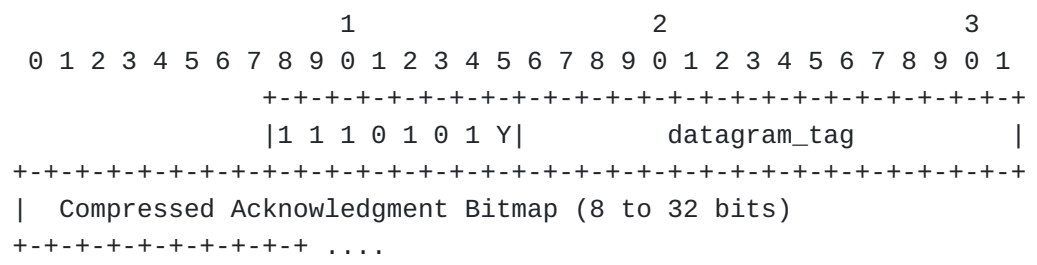 1                   2                   3
 0 1 2 3 4 5 6 7 8 9 0 1 2 3 4 5 6 7 8 9 0 1 2 3 4 5 6 7 8 9 0 1
                +-+-+-+-+-+-+-+-+-+-+-+-+-+-+-+-+-+-+-+-+-+-+-+-+
                |1 1 1 0 1 0 1 Y|         datagram_tag          |
+-+-+-+-+-+-+-+-+-+-+-+-+-+-+-+-+-+-+-+-+-+-+-+-+-+-+-+-+-+-+-+-+
|  Compressed Acknowledgment Bitmap (8 to 32 bits)
+-+-+-+-+-+-+-+-+-+ ....